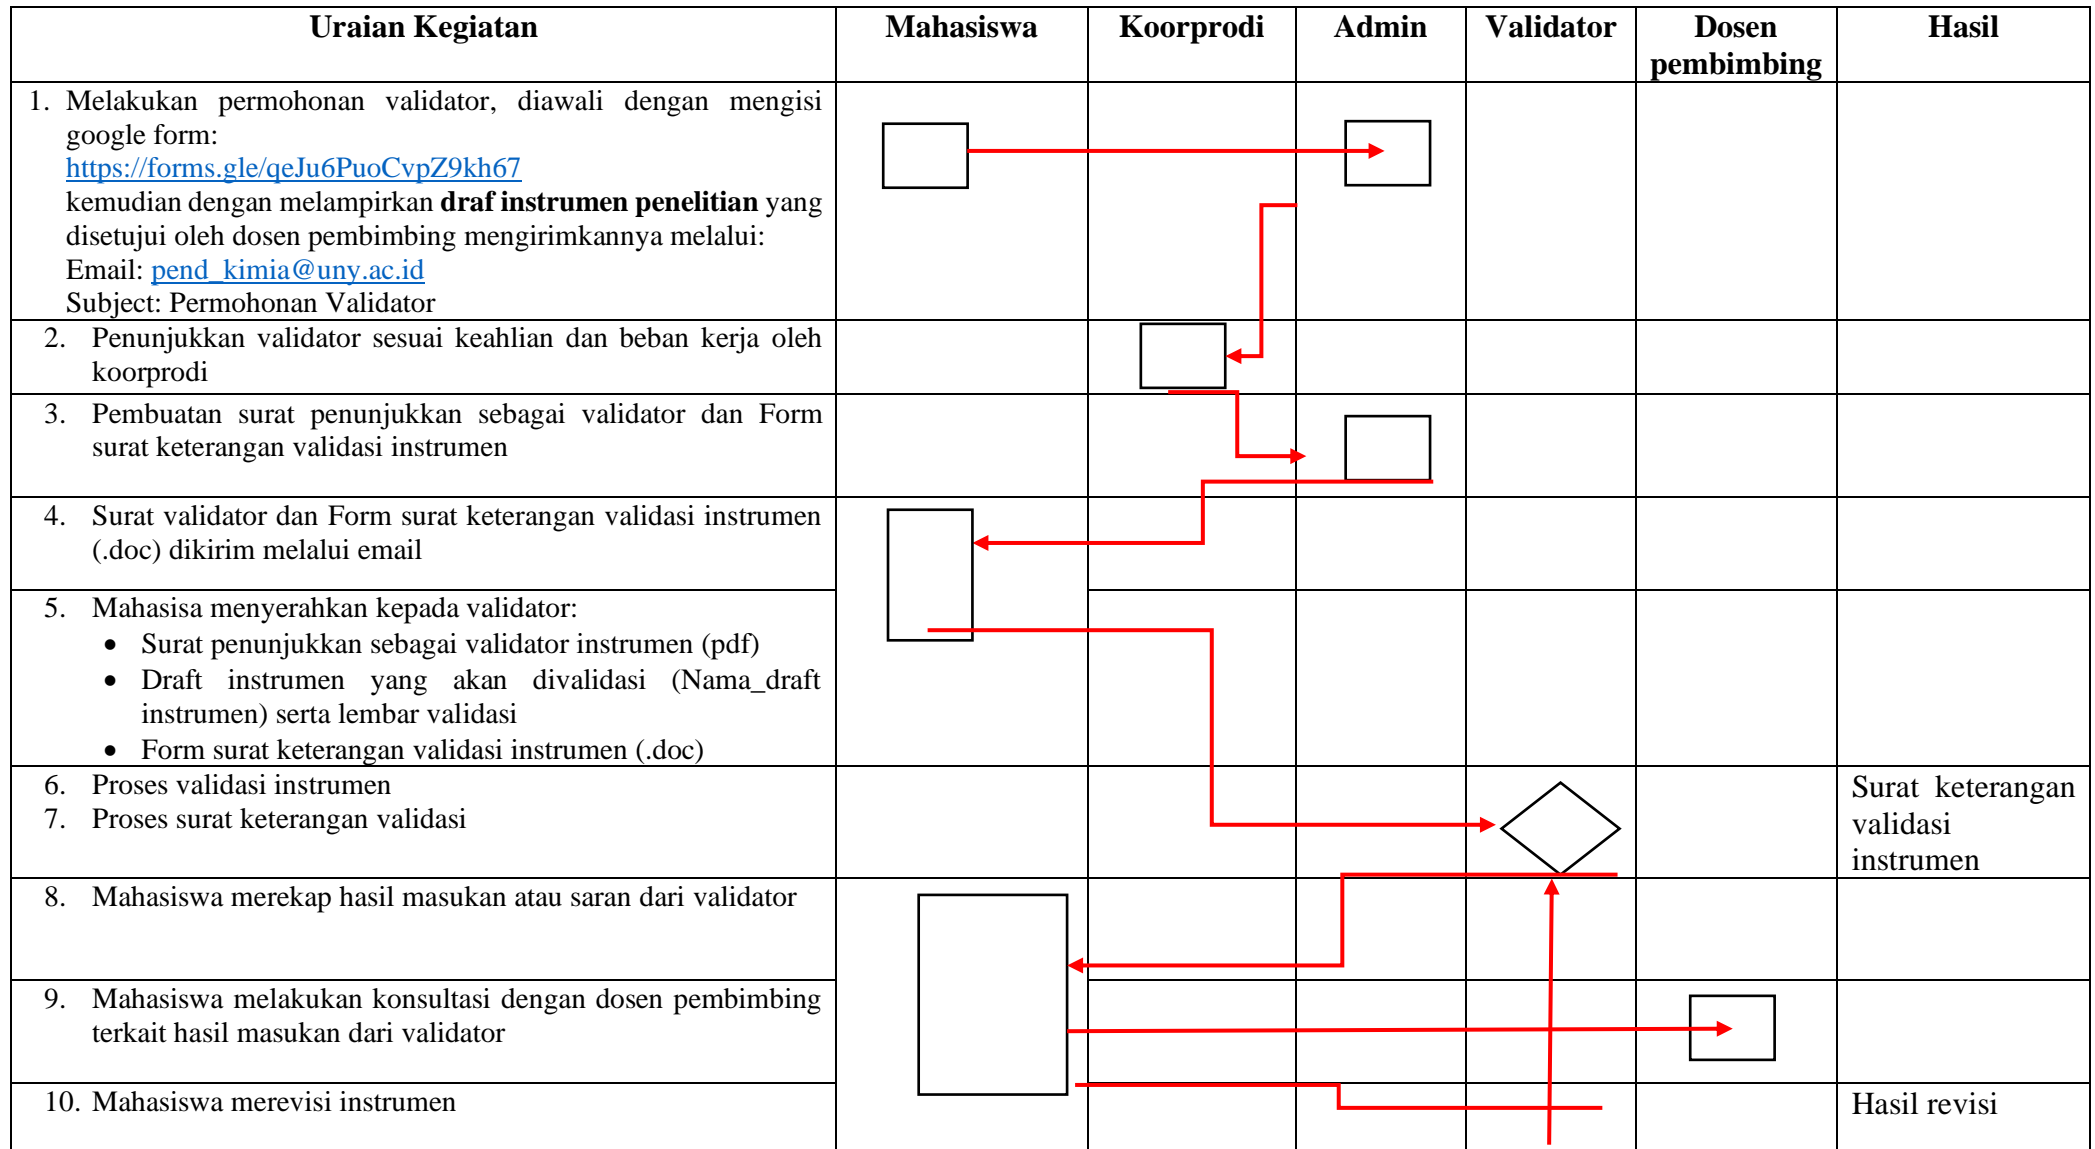 Uraian Kegiatan Mahasiswa Koorprodi Admin Validator Dosen pembimbing Hasil
1. Melakukan permohonan validator, diawali dengan mengisi
google form:
https://forms.gle/qeJu6PuoCvpZ9kh67
kemudian dengan melampirkan draf instrumen penelitian yang
disetujui oleh dosen pembimbing mengirimkannya melalui:
Email: pend_kimia@uny.ac.id
Subject: Permohonan Validator
2. Penunjukkan validator sesuai keahlian dan beban kerja oleh
koorprodi
3. Pembuatan surat penunjukkan sebagai validator dan Form
surat keterangan validasi instrumen
4. Surat validator dan Form surat keterangan validasi instrumen
(.doc) dikirim melalui email
5. Mahasisa menyerahkan kepada validator:
• Surat penunjukkan sebagai validator instrumen (pdf)
• Draft instrumen yang akan divalidasi (Nama_draft
instrumen) serta lembar validasi
• Form surat keterangan validasi instrumen (.doc)
6. Proses validasi instrumen
7. Proses surat keterangan validasi
Surat keterangan
validasi
instrumen
8. Mahasiswa merekap hasil masukan atau saran dari validator
9. Mahasiswa melakukan konsultasi dengan dosen pembimbing
terkait hasil masukan dari validator
10. Mahasiswa merevisi instrumen
Hasil revisi